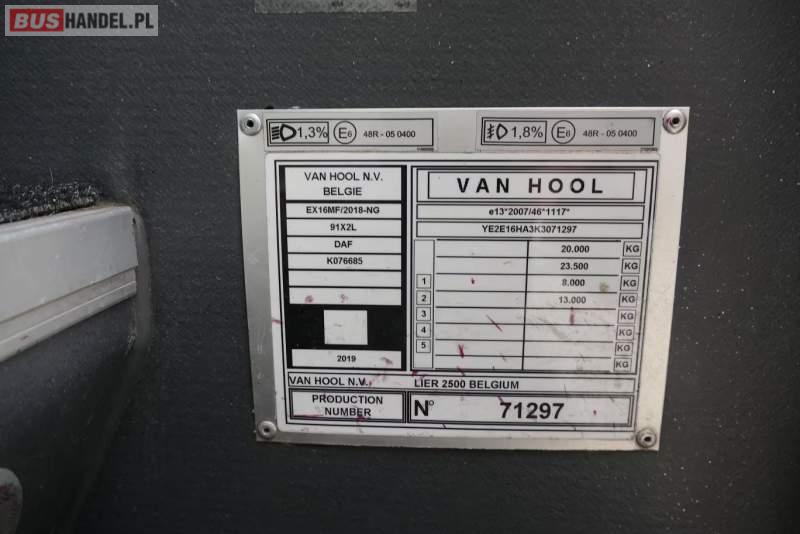 BUSHANDEL.PL
1,3% E6 48R - 05 0400
1,8% E6 48R - 05 0400
VAN HOOL N.V.
BELGIE
EX16MF/2018-NG
91X2L
DAF
K076685
2019
VAN HOOL
e13*2007/46*1117*
YE2E16HA3K3071297
20.000 KG
23.500 KG
1 8.000 KG
2 13.000 KG
3 KG
4 KG
5 KG
VAN HOOL N.V., LIER 2500 BELGIUM
PRODUCTION
NUMBER
Nº 71297